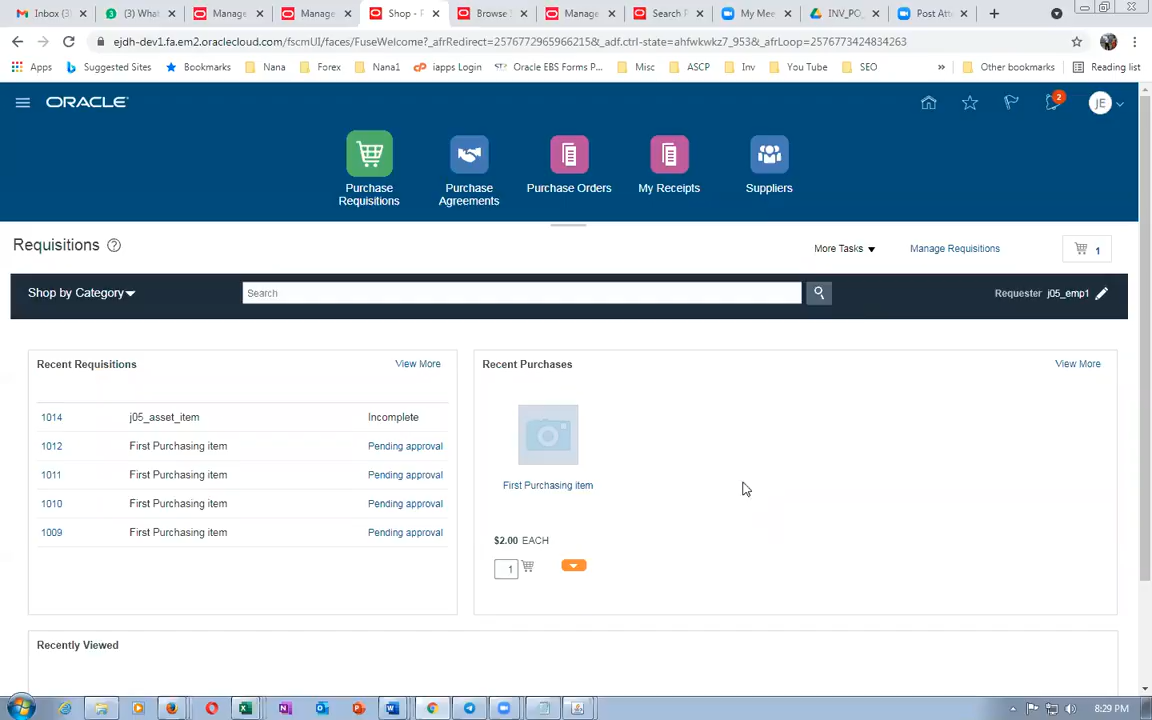 Inbox (3
(3) What
Manage
Manage
Shop - P
Browse
Manage
Search F
My Mee
INV_PO_
Post Att
ejdh-dev1.fa.em2.oraclecloud.com/fscmUI/faces/FuseWelcome?_afrRedirect=2576772965966215&_adf.ctrl-state=ahfwkwkz7_953&_afrLoop=2576773424834263
Apps
Suggested Sites
Bookmarks
Nana
Forex
Nana1
iapps Login
Oracle EBS Forms P...
Misc
ASCP
Inv
You Tube
SEO
»
Other bookmarks
Reading list
ORACLE
2
JE
Purchase
Requisitions
Purchase
Agreements
Purchase Orders
My Receipts
Suppliers
Requisitions
More Tasks
Manage Requisitions
1
Shop by Category
Search
Requester j05_emp1
Recent Requisitions
View More
1014 j05_asset_item Incomplete
1012 First Purchasing item Pending approval
1011 First Purchasing item Pending approval
1010 First Purchasing item Pending approval
1009 First Purchasing item Pending approval
Recent Purchases
View More
First Purchasing item
$2.00 EACH
1
Recently Viewed
8:29 PM